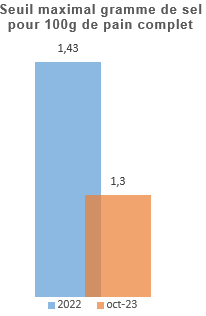 Seuil maximal gramme de sel
pour 100g de pain complet
1,43
1,3
2022 oct-23